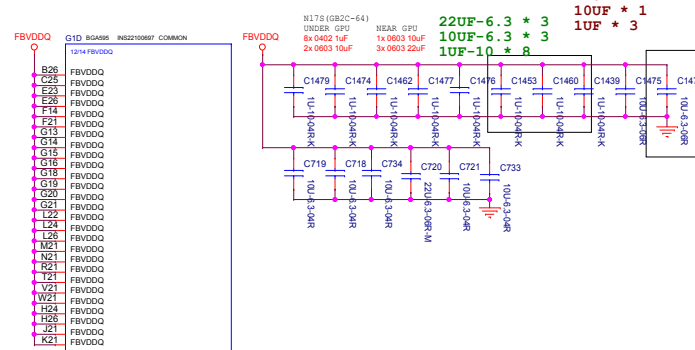 10UF * 1
1UF * 3
N17S(GB2C-64)
UNDER GPU NEAR GPU
8x 0402 1uF 1x 0603 10uF
2x 0603 10uF 3x 0603 22uF
22UF-6.3 * 3
10UF-6.3 * 3
1UF-10 * 8
FBVDDQ
G1D BGA595 INS22100697 COMMON
12/14 FBVDDQ
FBVDDQ
B26 FBVDDQ
C25 FBVDDQ
E23 FBVDDQ
E26 FBVDDQ
F14 FBVDDQ
F21 FBVDDQ
G13 FBVDDQ
G14 FBVDDQ
G15 FBVDDQ
G16 FBVDDQ
G18 FBVDDQ
G19 FBVDDQ
G20 FBVDDQ
G21 FBVDDQ
L22 FBVDDQ
L24 FBVDDQ
L26 FBVDDQ
M21 FBVDDQ
N21 FBVDDQ
R21 FBVDDQ
T21 FBVDDQ
V21 FBVDDQ
W21 FBVDDQ
H24 FBVDDQ
H26 FBVDDQ
J21 FBVDDQ
K21 FBVDDQ
C1479
1U-10-04R-K
C1474
1U-10-04R-K
C1462
1U-10-04R-K
C1477
1U-10-04R-K
C1476
1U-10-04R-K
C1453
1U-10-04R-K
C1460
1U-10-04R-K
C1439
1U-10-04R-K
C1475
10U-6.3-06R
C147
10U-6.3-06R
C719
10U-6.3-04R
C718
10U-6.3-04R
C734
10U-6.3-04R
C720
22U-6.3-06R-M
C721
10U-6.3-04R
C733
10U-6.3-04R